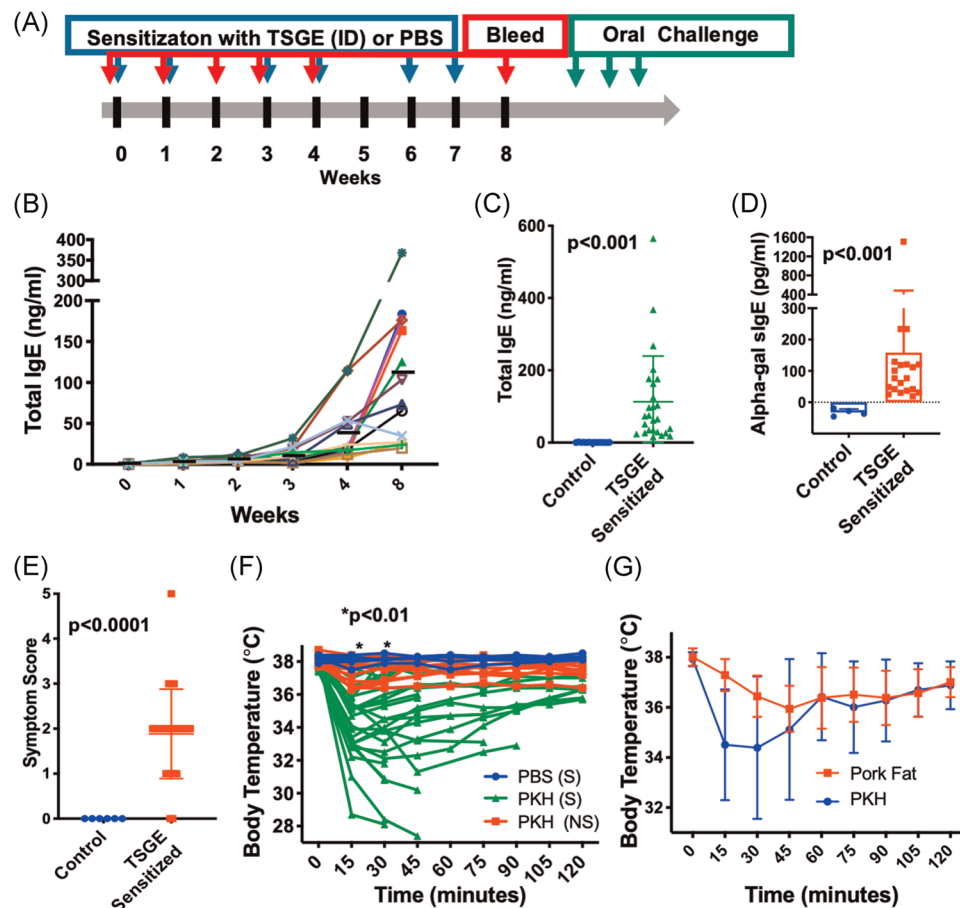 (A)
Sensitizaton with TSGE (ID) or PBS
Bleed
Oral Challenge
0 1 2 3 4 5 6 7 8
Weeks
(B)
Total IgE (ng/ml)
400
350
300
200
150
100
50
0
0 1 2 3 4 8
Weeks
(C)
Total IgE (ng/ml)
p<0.001
600
400
200
0
Control
TSGE
Sensitized
(D)
Alpha-gal sIgE (pg/ml)
p<0.001
1600
1400
1200
1000
800
600
400
300
200
100
0
Control
TSGE
Sensitized
(E)
Symptom Score
p<0.0001
5
4
3
2
1
0
Control
TSGE
Sensitized
(F)
Body Temperature (°C)
*p<0.01
* *
38
36
34
32
30
28
PBS (S)
PKH (S)
PKH (NS)
0 15 30 45 60 75 90 105 120
Time (minutes)
(G)
Body Temperature (°C)
38
36
34
32
Pork Fat
PKH
0 15 30 45 60 75 90 105 120
Time (minutes)